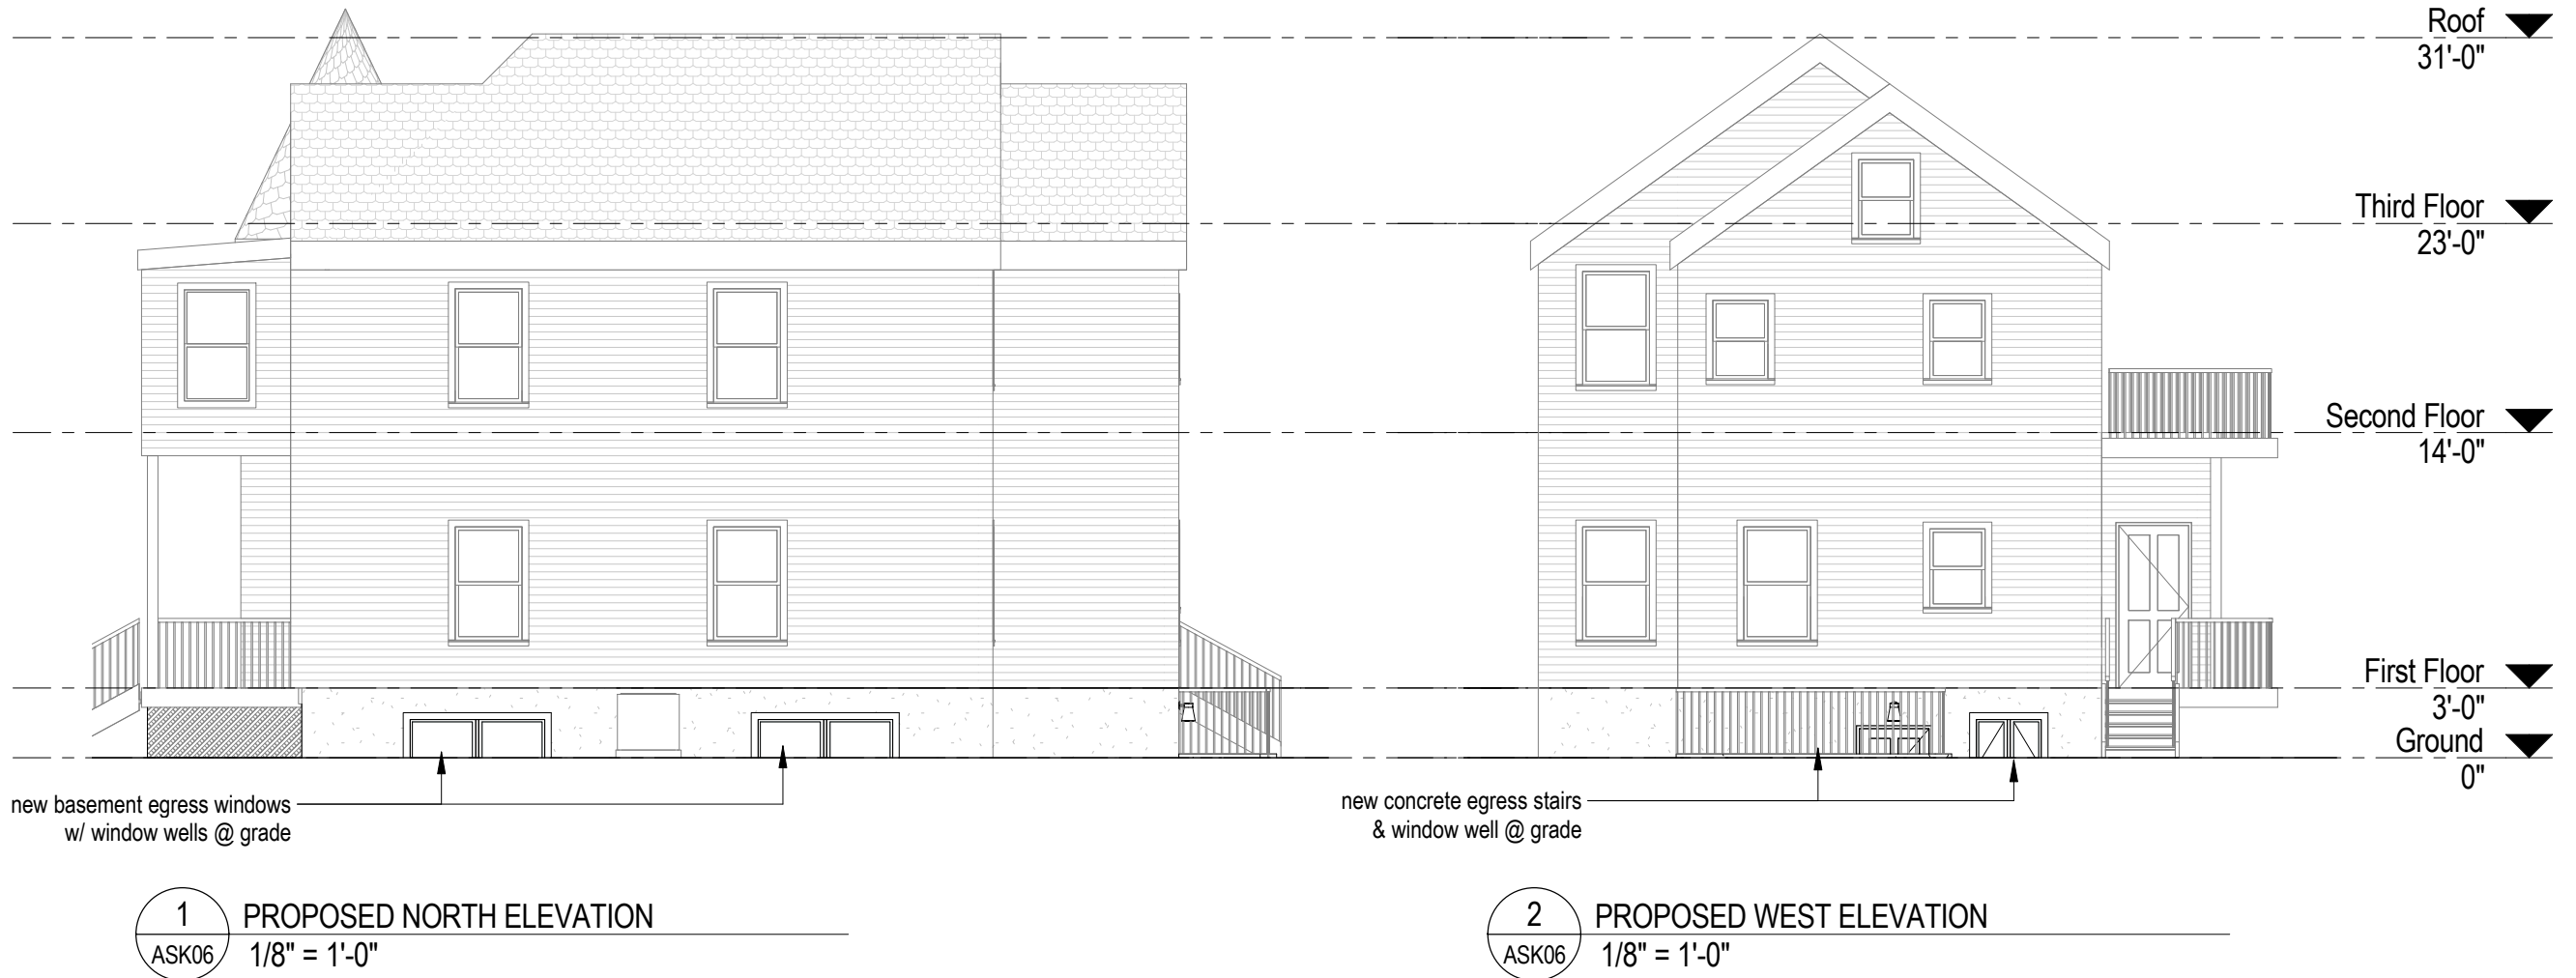 Roof
31'-0"
Third Floor
23'-0"
Second Floor
14'-0"
First Floor
3'-0"
Ground
0"
new basement egress windows
w/ window wells @ grade
new concrete egress stairs
& window well @ grade
1
ASK06
PROPOSED NORTH ELEVATION
1/8" = 1'-0"
2
ASK06
PROPOSED WEST ELEVATION
1/8" = 1'-0"